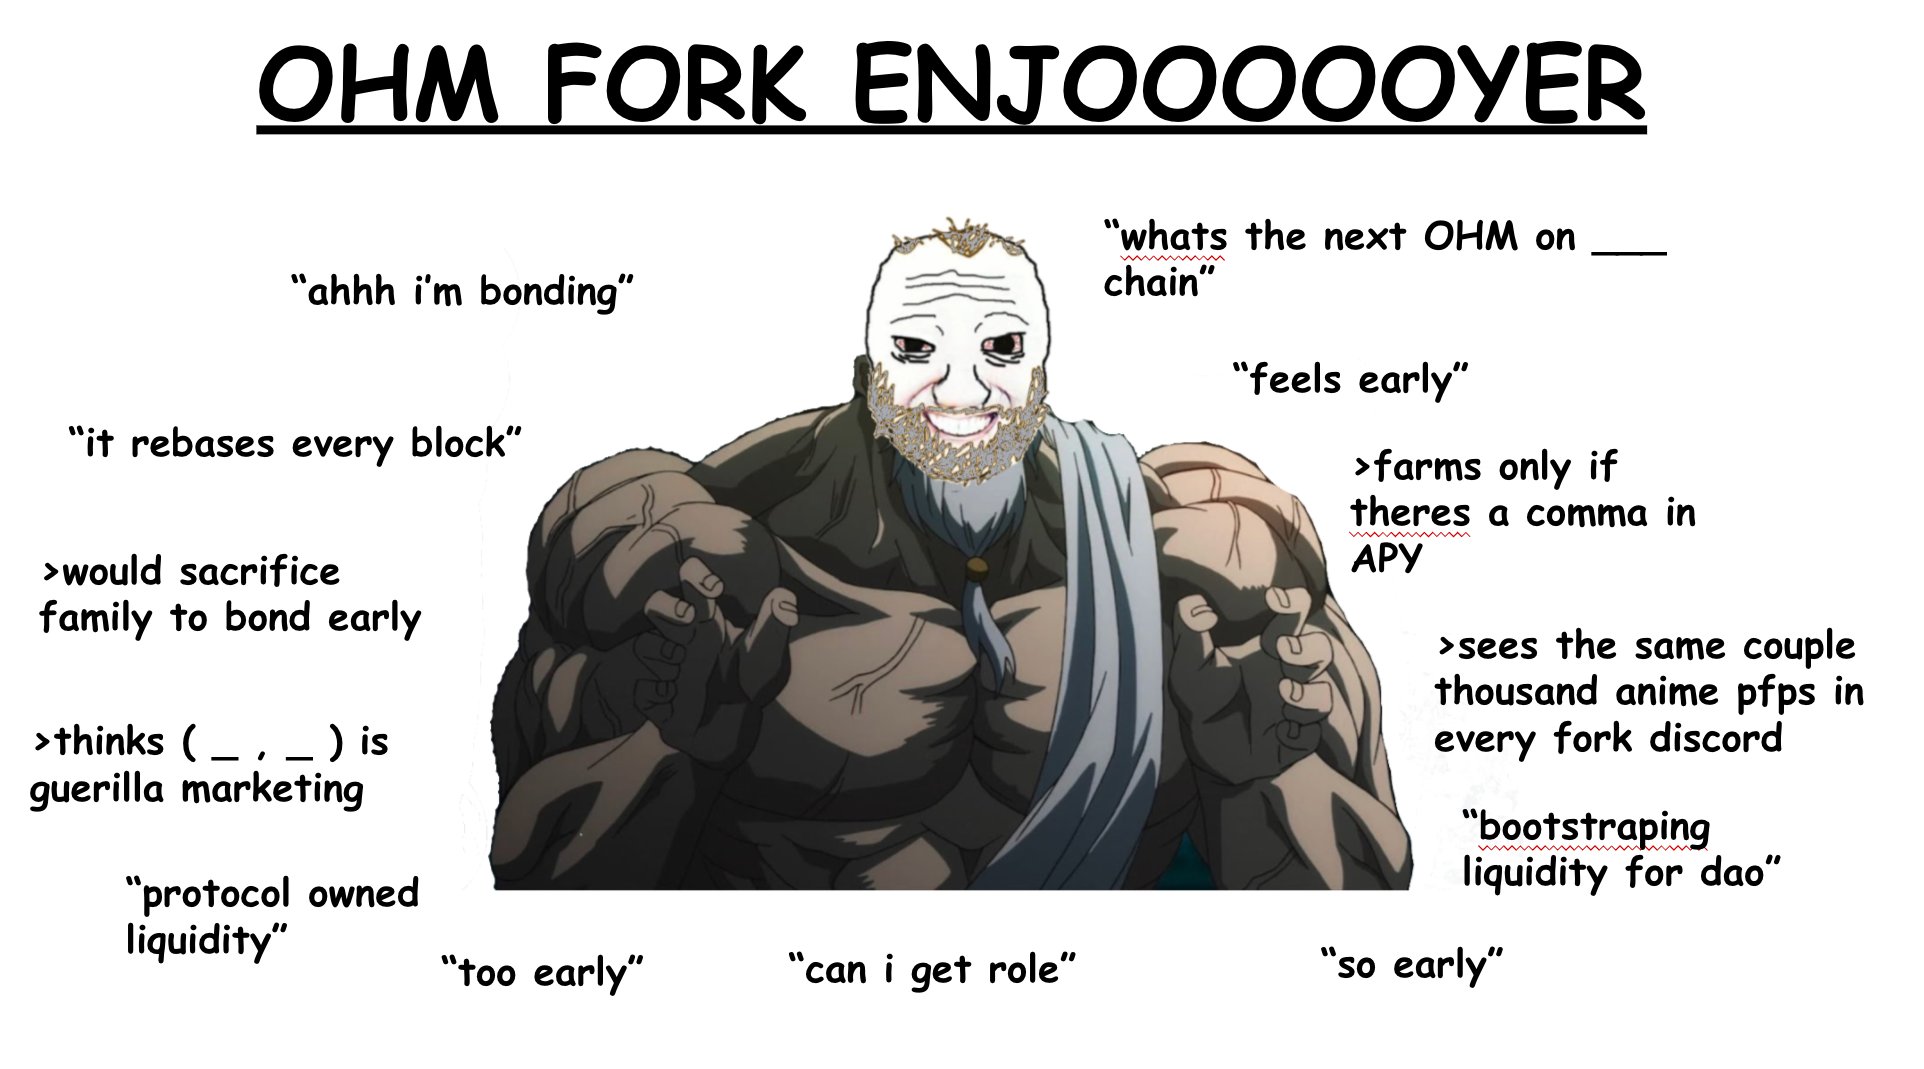 OHM FORK ENJOOOOOOYER
“whats the next OHM on ___
chain”
“ahhh i’m bonding”
“feels early”
“it rebases every block”
>farms only if
theres a comma in
APY
>would sacrifice
family to bond early
>sees the same couple
thousand anime pfps in
every fork discord
>thinks ( _ , _ ) is
guerilla marketing
“bootstraping
liquidity for dao”
“protocol owned
liquidity”
“too early”
“can i get role”
“so early”